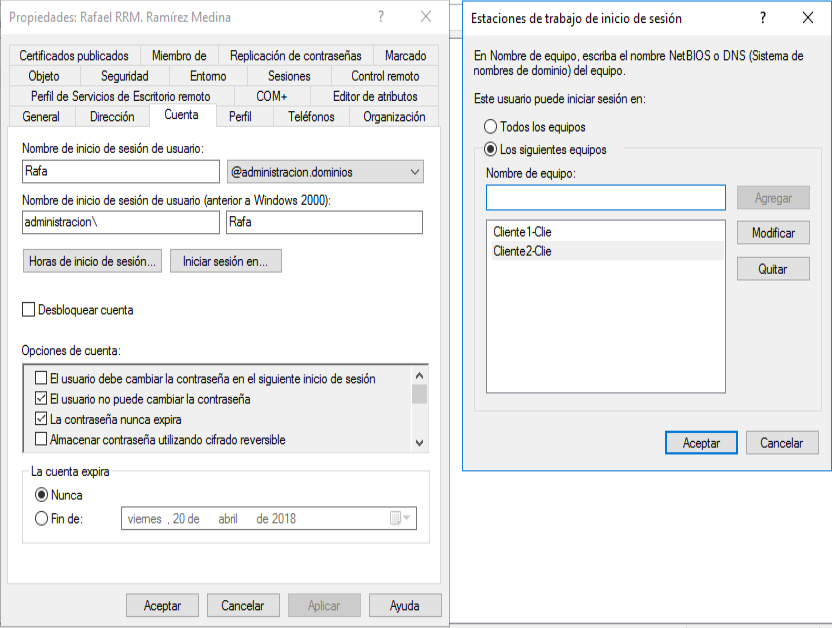 Propiedades: Rafael RRM. Ramírez Medina
?
Certificados publicados Miembro de Replicación de contraseñas Marcado
Objeto Seguridad Entorno Sesiones Control remoto
Perfil de Servicios de Escritorio remoto COM+ Editor de atributos
General Dirección Cuenta Perfil Teléfonos Organización
Nombre de inicio de sesión de usuario:
Rafa @administracion.dominios
Nombre de inicio de sesión de usuario (anterior a Windows 2000):
administracion\ Rafa
Horas de inicio de sesión... Iniciar sesión en...
Desbloquear cuenta
Opciones de cuenta:
El usuario debe cambiar la contraseña en el siguiente inicio de sesión
El usuario no puede cambiar la contraseña
La contraseña nunca expira
Almacenar contraseña utilizando cifrado reversible
La cuenta expira
Nunca
Fin de: viernes , 20 de abril de 2018
Aceptar Cancelar Aplicar Ayuda
Estaciones de trabajo de inicio de sesión
?
En Nombre de equipo, escriba el nombre NetBIOS o DNS (Sistema de
nombres de dominio) del equipo.
Este usuario puede iniciar sesión en:
Todos los equipos
Los siguientes equipos
Nombre de equipo:
Agregar
Cliente1-Clie
Cliente2-Clie
Modificar
Quitar
Aceptar Cancelar